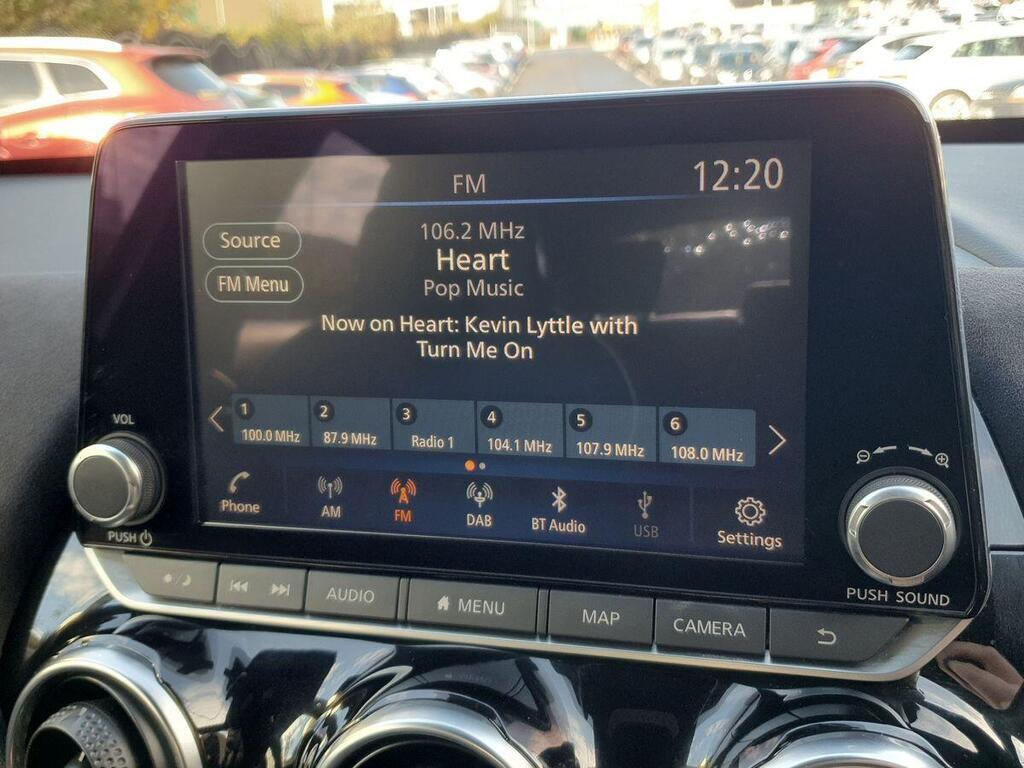 FM
12:20
Source
106.2 MHz
Heart
FM Menu
Pop Music
Now on Heart: Kevin Lyttle with
Turn Me On
1
100.0 MHz
2
87.9 MHz
3
Radio 1
4
104.1 MHz
5
107.9 MHz
6
108.0 MHz
Phone
AM
FM
DAB
BT Audio
USB
Settings
VOL
PUSH
PUSH SOUND
AUDIO
MENU
MAP
CAMERA